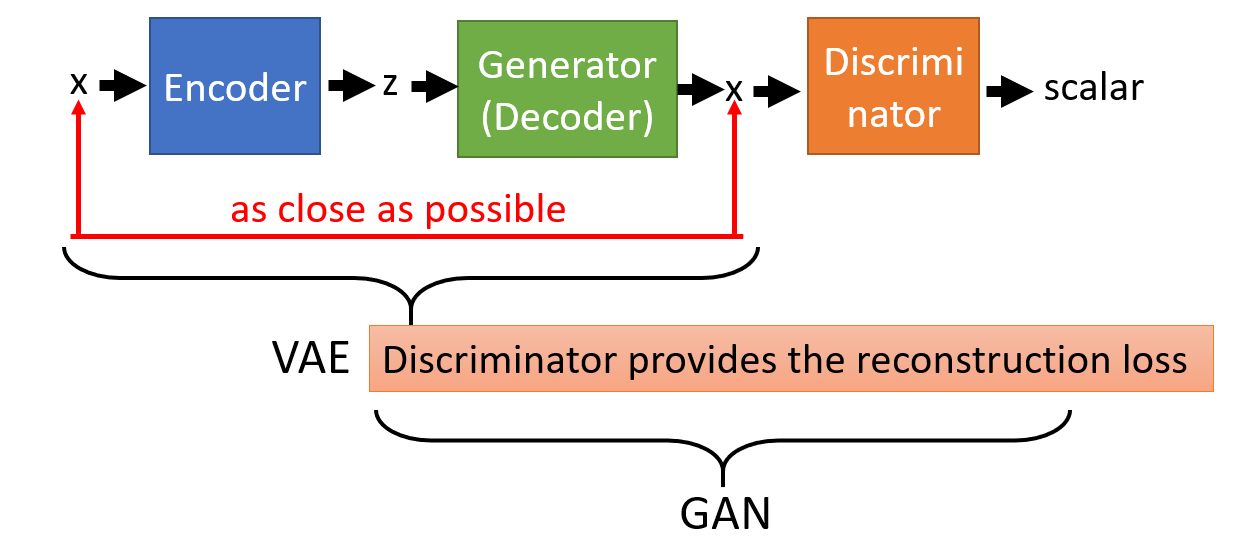 x
Encoder
z
Generator
(Decoder)
x
Discrimi
nator
scalar
as close as possible
VAE
Discriminator provides the reconstruction loss
GAN